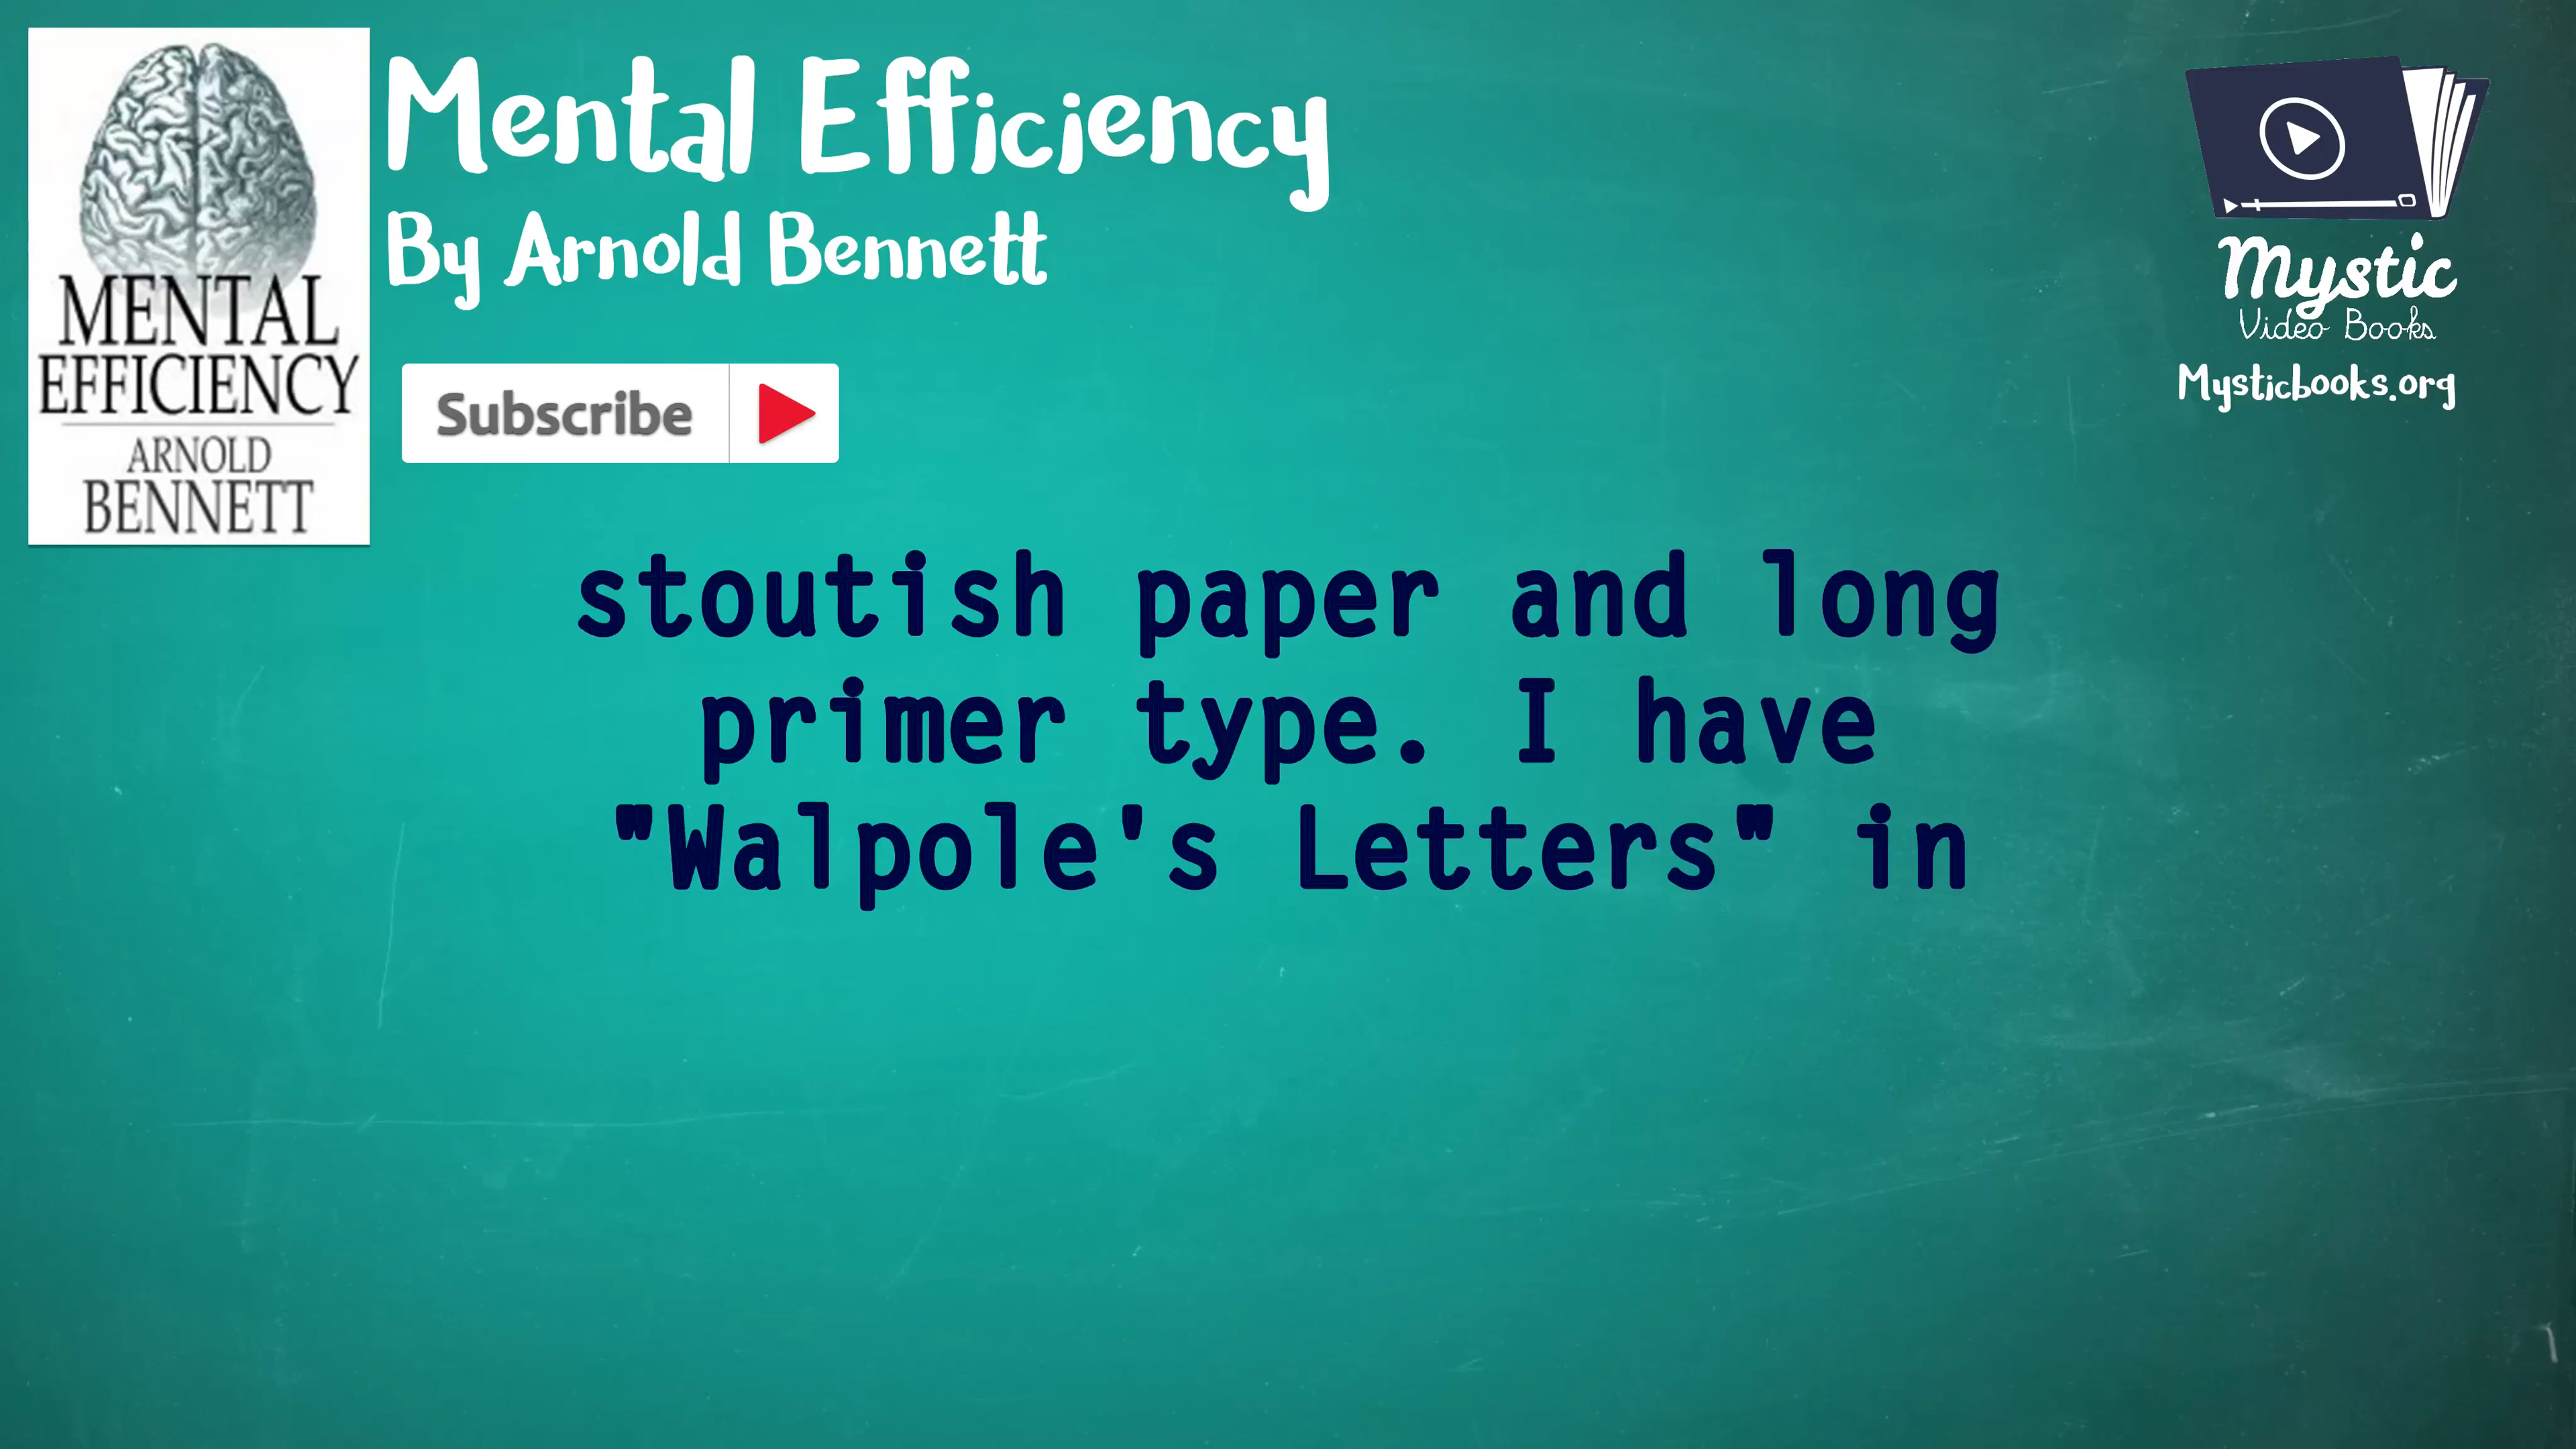 MENTAL
EFFICIENCY
ARNOLD
BENNETT
Mental Efficiency
By Arnold Bennett
Subscribe
Mystic
Video Books
Mysticbooks.org
stoutish paper and long
primer type. I have
"Walpole's Letters" in